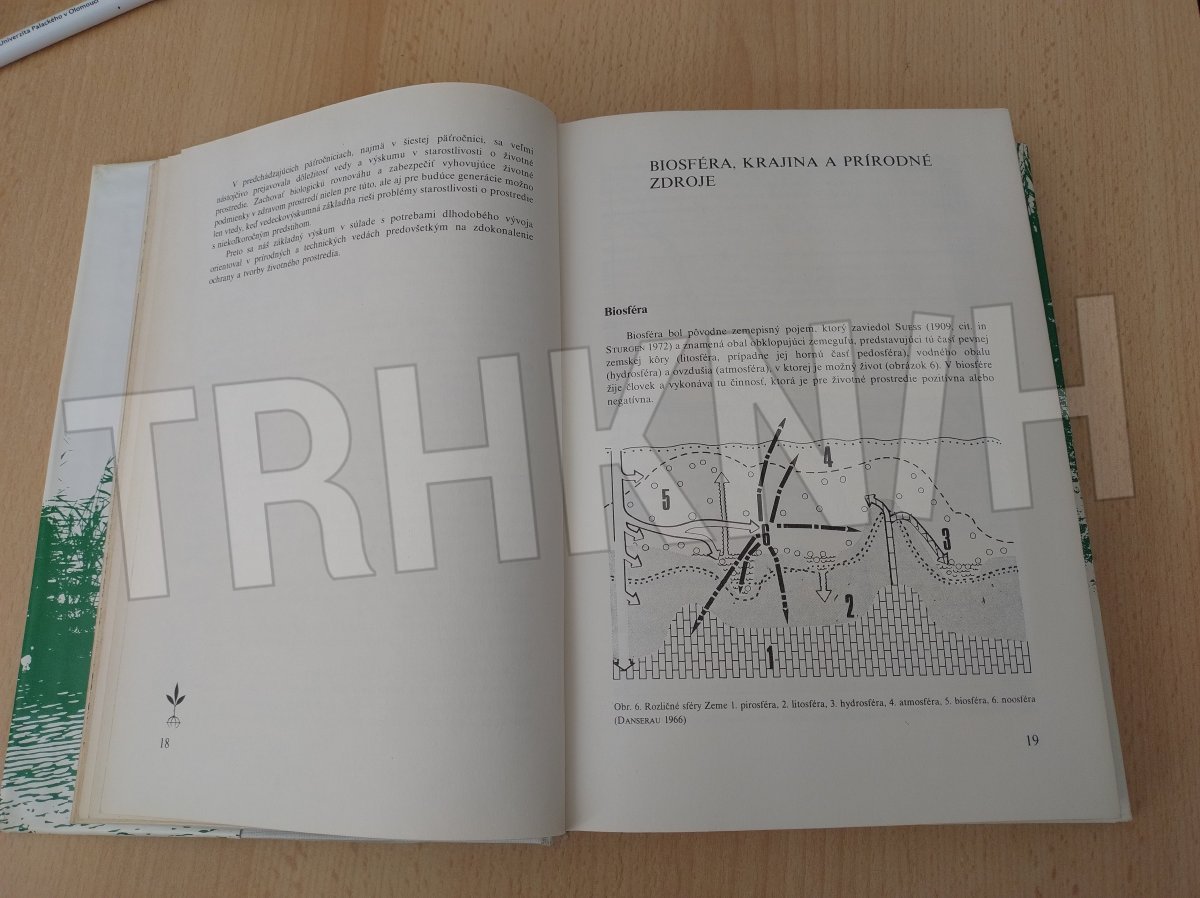 Univerzita Palackého v Olomouci
V predchádzajúcich päťročniciach, najmä v šiestej päťročnici, sa veľmi
nástojčivo prejavovala dôležitosť vedy a výskumu v starostlivosti o životné
prostredie. Zachovať biologickú rovnováhu a zabezpečiť vyhovujúce životné
podmienky v zdravom prostredí nielen pre túto, ale aj pre budúce generácie možno
len vtedy, keď vedeckovýskumná základňa rieši problémy starostlivosti o prostredie
s niekoľkoročným predstihom.
Preto sa náš základný výskum v súlade s potrebami dlhodobého vývoja
orientoval v prírodných a technických vedách predovšetkým na zdokonalenie
ochrany a tvorby životného prostredia.
18
BIOSFÉRA, KRAJINA A PRÍRODNÉ
ZDROJE
Biosféra
Biosféra bol pôvodne zemepisný pojem, ktorý zaviedol SUESS (1909, cit. in
STURGEN 1972) a znamená obal obklopujúci zemeguľu, predstavujúci tú časť pevnej
zemskej kôry (litosféra, prípadne jej hornú časť pedosféra), vodného obalu
(hydrosféra) a ovzdušia (atmosféra), v ktorej je možný život (obrázok 6). V biosfére
žije človek a vykonáva tu činnosť, ktorá je pre životné prostredie pozitívna alebo
negatívna.
4
5
6
3
2
1
Obr. 6. Rozličné sféry Zeme 1. pirosféra, 2. litosféra, 3. hydrosféra, 4. atmosféra, 5. biosféra, 6. noosféra
(DANSERAU 1966)
19
TRHKNIH